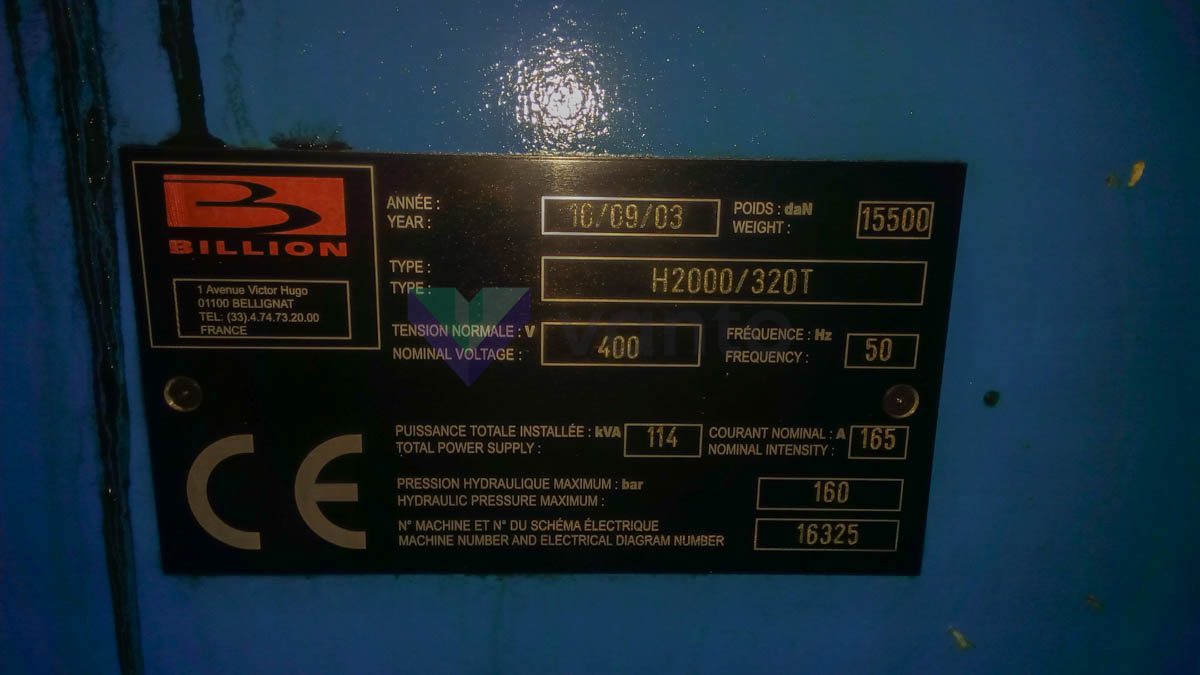 BILLION
1 Avenue Victor Hugo
01100 BELLIGNAT
TEL: (33).4.74.73.20.00
FRANCE
ANNÉE :
YEAR :
10/09/03
POIDS : daN
WEIGHT :
15500
TYPE :
TYPE :
H2000/320T
TENSION NORMALE : V
NOMINAL VOLTAGE :
400
FRÉQUENCE : Hz
FREQUENCY :
50
PUISSANCE TOTALE INSTALLÉE : kVA
TOTAL POWER SUPPLY :
114
COURANT NOMINAL : A
NOMINAL INTENSITY :
165
PRESSION HYDRAULIQUE MAXIMUM : bar
HYDRAULIC PRESSURE MAXIMUM :
160
N° MACHINE ET N° DU SCHÉMA ÉLECTRIQUE
MACHINE NUMBER AND ELECTRICAL DIAGRAM NUMBER
16325
CE